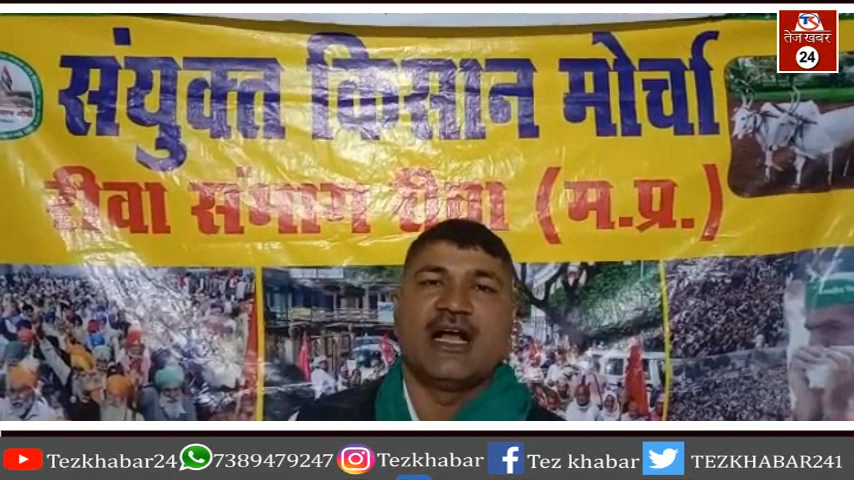 तेज खबर
24
संयुक्त किसान मोर्चा
रीवा संभाग रीवा (म.प्र.)
Tezkhabar24 7389479247 Tezkhabar Tez khabar TEZKHABAR241